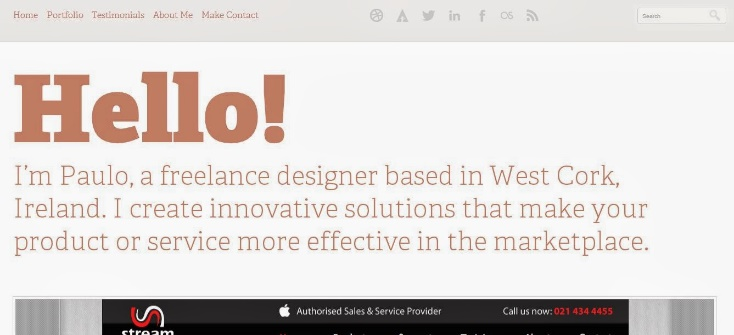 Home Portfolio Testimonials About Me Make Contact
Search
Hello!
I'm Paulo, a freelance designer based in West Cork,
Ireland. I create innovative solutions that make your
product or service more effective in the marketplace.
Authorised Sales & Service Provider
Call us now: 021 434 4455
stream